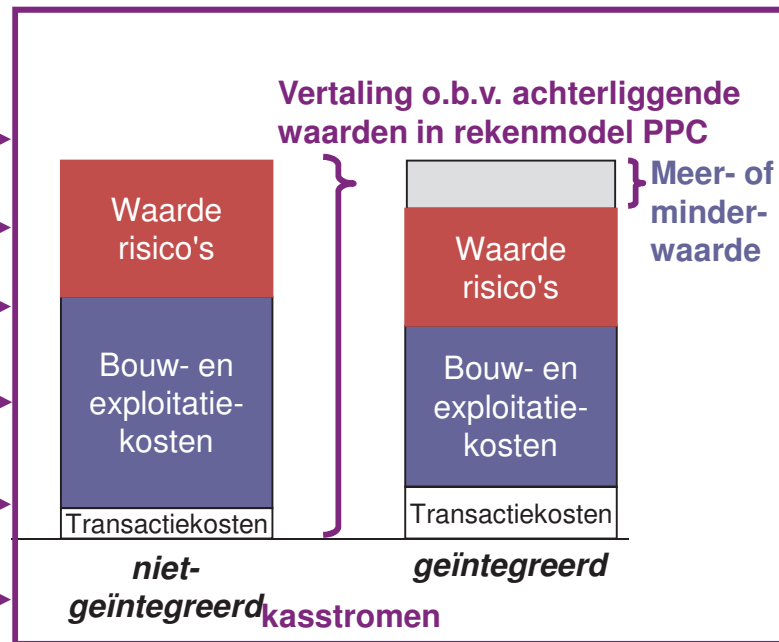 Vertaling o.b.v. achterliggende
waarden in rekenmodel PPC
Meer- of
minder-
waarde
Waarde
risico's
Bouw- en
exploitatie-
kosten
Transactiekosten
Waarde
risico's
Bouw- en
exploitatie-
kosten
Transactiekosten
niet-
geïntegreerd
geïntegreerd
kasstromen